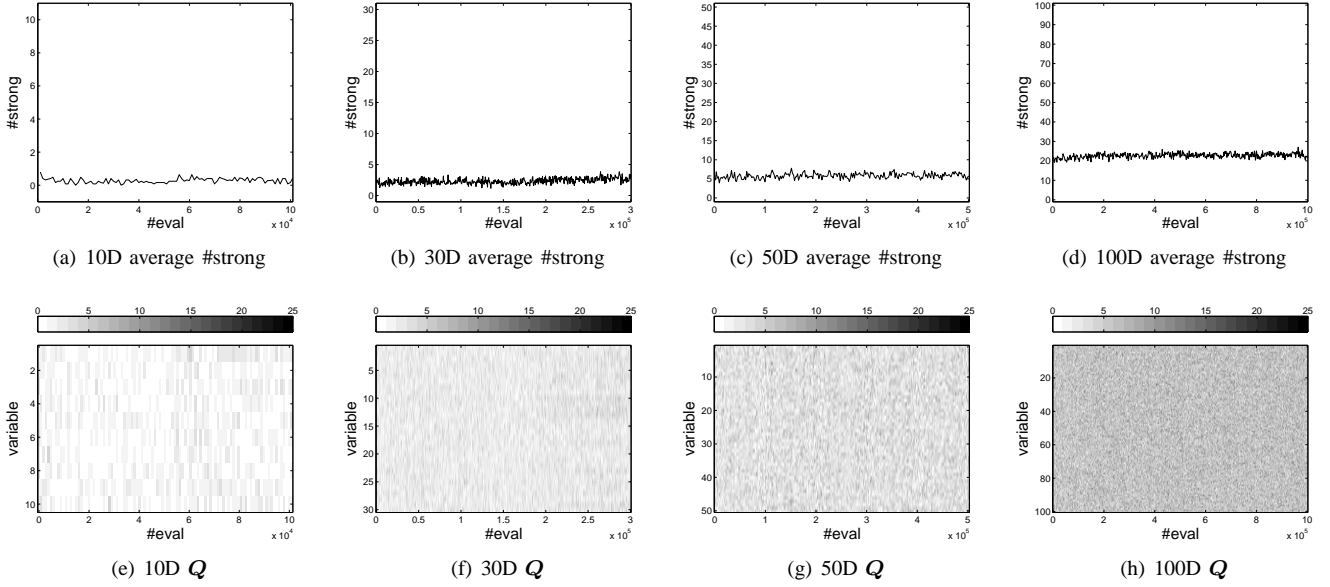 10
8
6
4
2
0
#strong
0 2 4 6 8 10
x 10^4
#eval
(a) 10D average #strong
30
25
20
15
10
5
0
#strong
0 0.5 1 1.5 2 2.5 3
x 10^5
#eval
(b) 30D average #strong
50
45
40
35
30
25
20
15
10
5
0
#strong
0 1 2 3 4 5
x 10^5
#eval
(c) 50D average #strong
100
90
80
70
60
50
40
30
20
10
0
#strong
0 2 4 6 8 10
x 10^5
#eval
(d) 100D average #strong
0 5 10 15 20 25
2
4
6
8
10
variable
0 2 4 6 8 10
x 10^4
#eval
(e) 10D Q
0 5 10 15 20 25
5
10
15
20
25
30
variable
0 0.5 1 1.5 2 2.5 3
x 10^5
#eval
(f) 30D Q
0 5 10 15 20 25
10
20
30
40
50
variable
0 1 2 3 4 5
x 10^5
#eval
(g) 50D Q
0 5 10 15 20 25
20
40
60
80
100
variable
0 2 4 6 8 10
x 10^5
#eval
(h) 100D Q